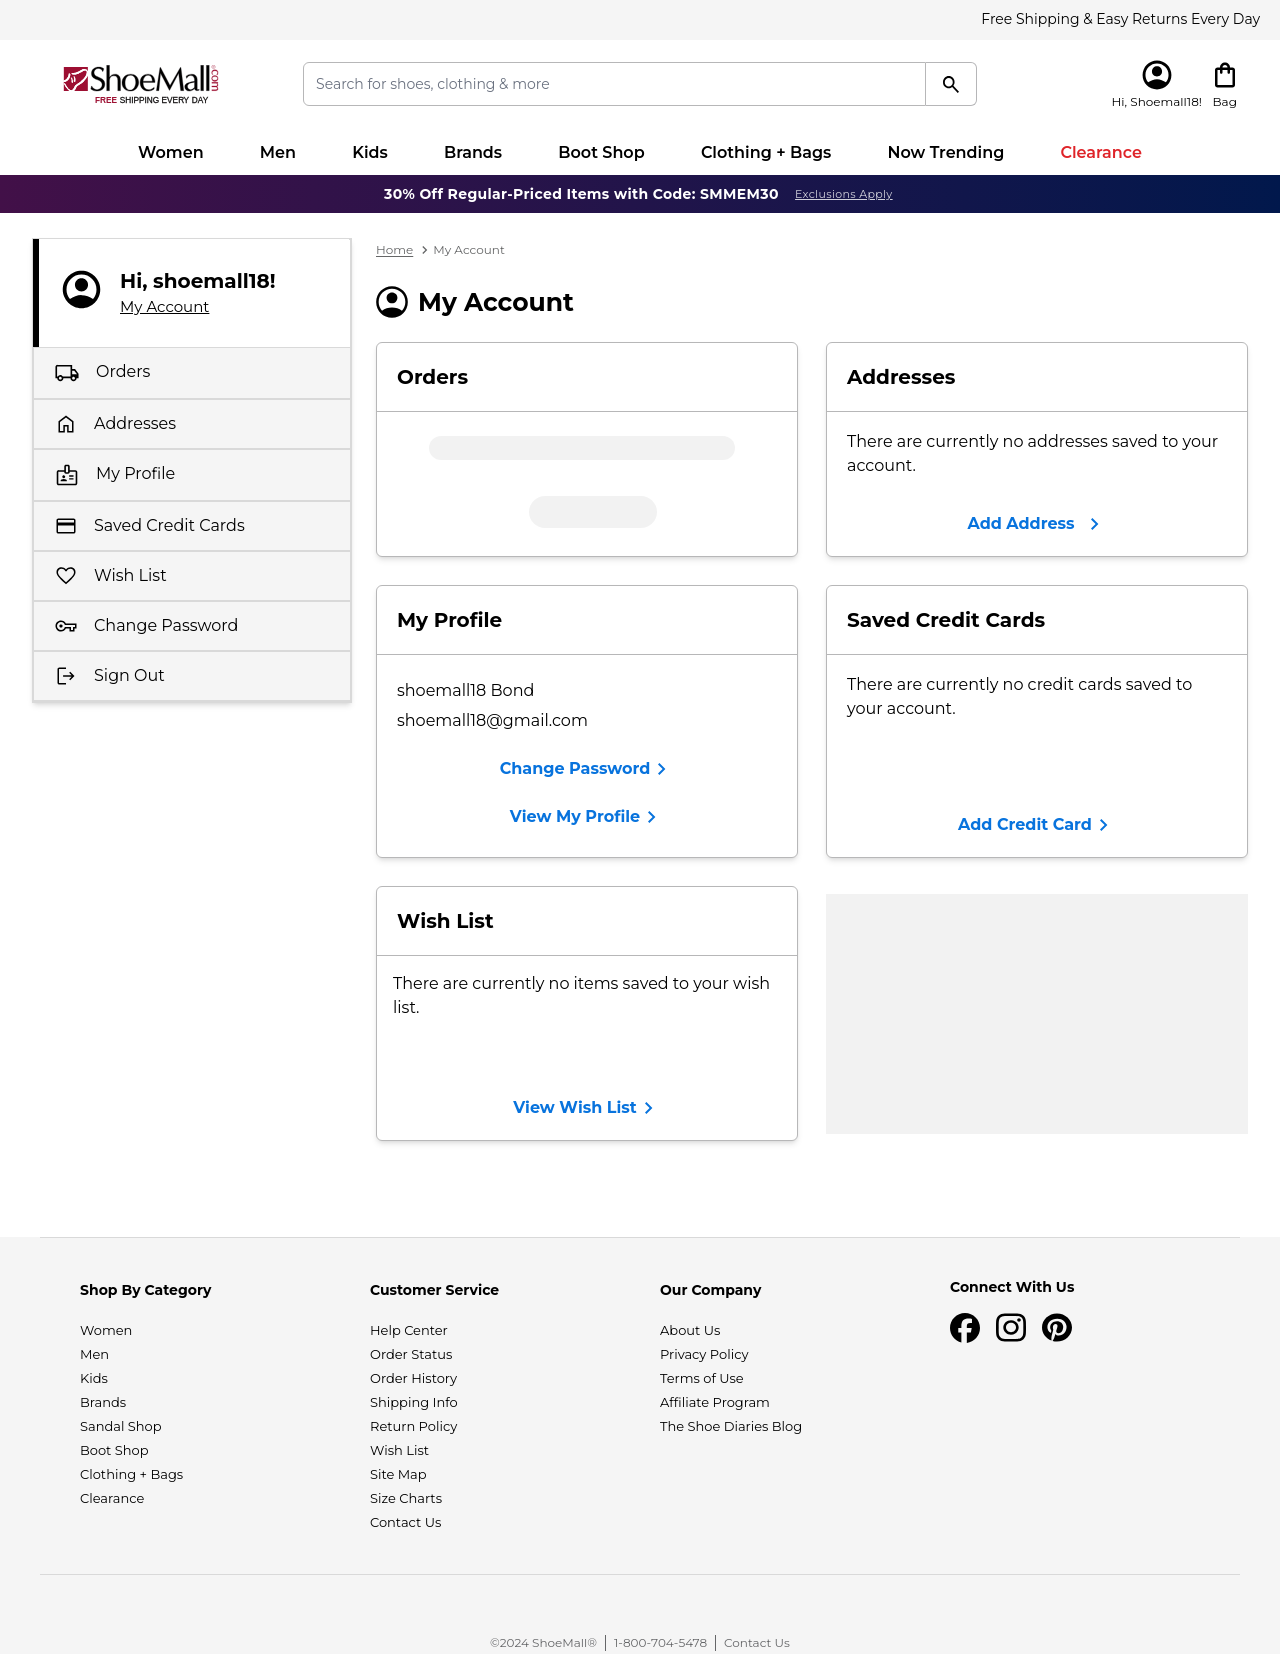 Free Shipping & Easy Returns Every Day
ShoeMall.com
FREE SHIPPING EVERY DAY
Search for shoes, clothing & more
Hi, Shoemall18!
Bag
Women Men Kids Brands Boot Shop Clothing + Bags Now Trending Clearance
30% Off Regular-Priced Items with Code: SMMEM30 Exclusions Apply
Hi, shoemall18!
My Account
Orders
Addresses
My Profile
Saved Credit Cards
Wish List
Change Password
Sign Out
Home > My Account
My Account
Orders
Addresses
There are currently no addresses saved to your
account.
Add Address
My Profile
shoemall18 Bond
shoemall18@gmail.com
Change Password
View My Profile
Saved Credit Cards
There are currently no credit cards saved to
your account.
Add Credit Card
Wish List
There are currently no items saved to your wish
list.
View Wish List
Shop By Category
Women
Men
Kids
Brands
Sandal Shop
Boot Shop
Clothing + Bags
Clearance
Customer Service
Help Center
Order Status
Order History
Shipping Info
Return Policy
Wish List
Site Map
Size Charts
Contact Us
Our Company
About Us
Privacy Policy
Terms of Use
Affiliate Program
The Shoe Diaries Blog
Connect With Us
©2024 ShoeMall® | 1-800-704-5478 | Contact Us